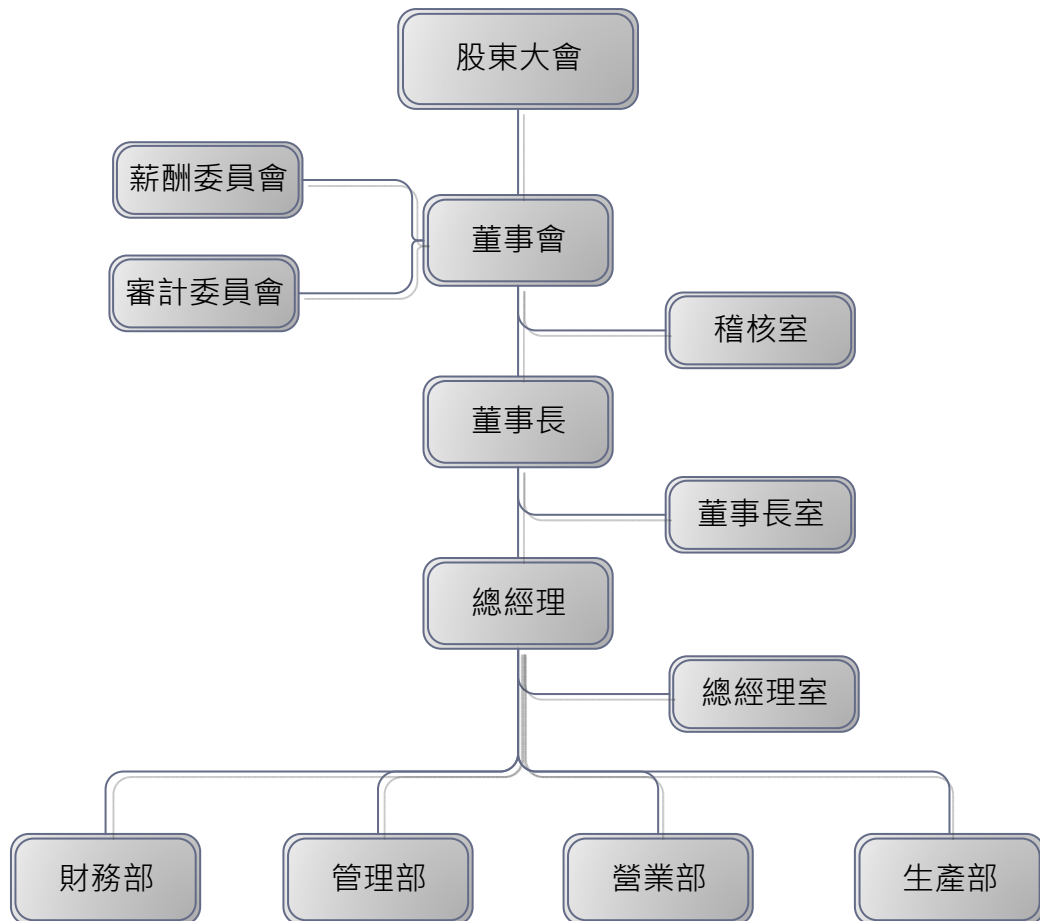 股東大會
薪酬委員會
董事會
審計委員會
稽核室
董事長
董事長室
總經理
總經理室
財務部
管理部
營業部
生產部